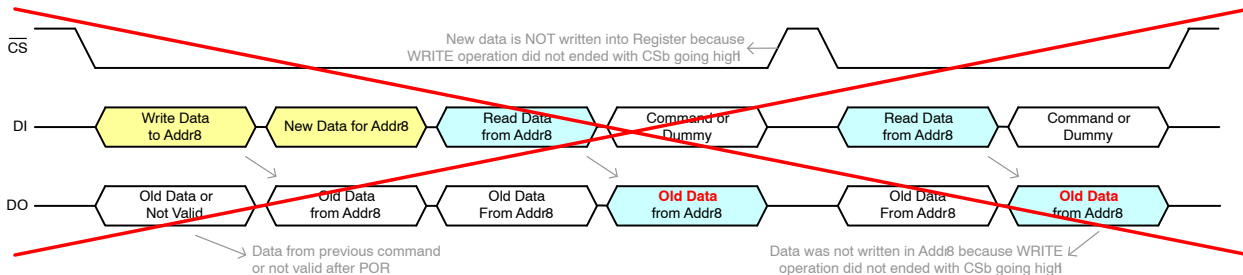 CS
New data is NOT written into Register because
WRITE operation did not ended with CSb going high
DI
Write Data
to Addr8
New Data for Addr8
Read Data
from Addr8
Command or
Dummy
Read Data
from Addr8
Command or
Dummy
DO
Old Data or
Not Valid
Old Data
from Addr8
Old Data
From Addr8
Old Data
from Addr8
Old Data
From Addr8
Old Data
from Addr8
Data from previous command
or not valid after POR
Data was not written in Addr8 because WRITE
operation did not ended with CSb going high